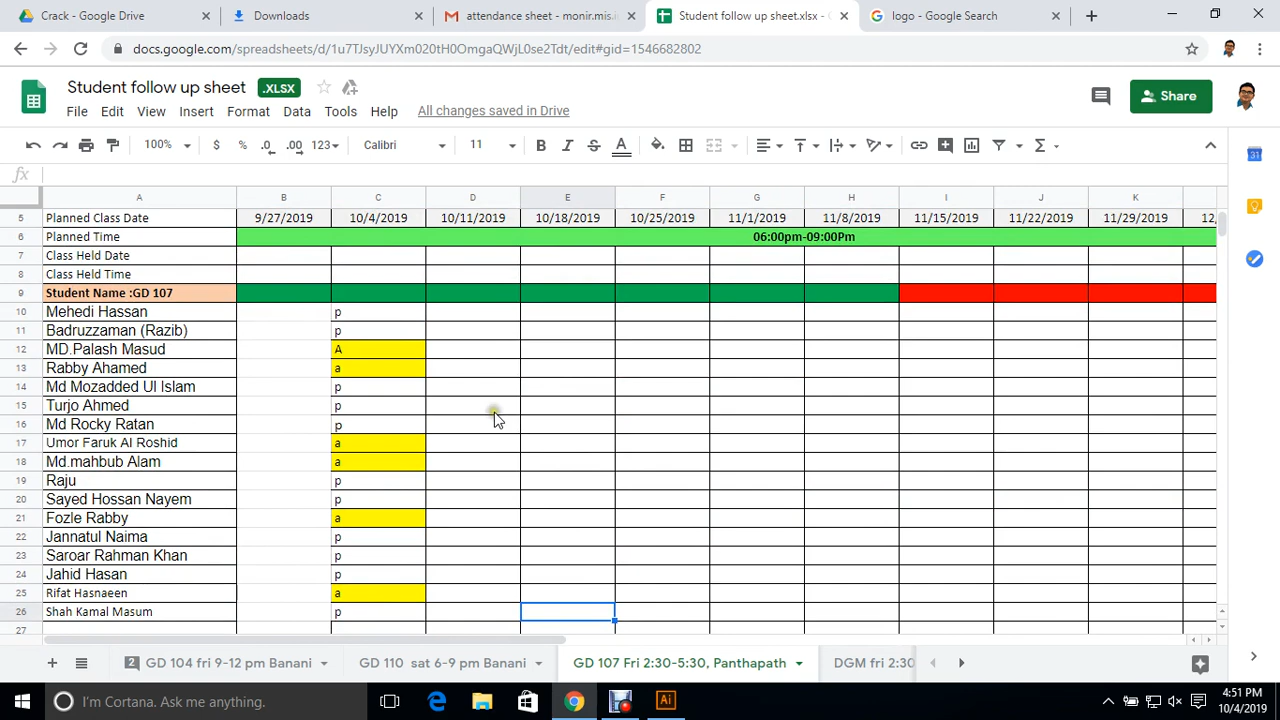 Crack - Google Drive
Downloads
attendance sheet - monir.mis.i
Student follow up sheet.xlsx - G
logo - Google Search
docs.google.com/spreadsheets/d/1u7TJsyJUYXm020tH0OmgaQWjL0se2Tdt/edit#gid=1546682802
Student follow up sheet .XLSX
File Edit View Insert Format Data Tools Help All changes saved in Drive
Share
100% $ % .0 .00 123 Calibri 11 B I S A Σ
fx
A B C D E F G H I J K
5 Planned Class Date 9/27/2019 10/4/2019 10/11/2019 10/18/2019 10/25/2019 11/1/2019 11/8/2019 11/15/2019 11/22/2019 11/29/2019 12,
6 Planned Time 06:00pm-09:00Pm
7 Class Held Date
8 Class Held Time
9 Student Name :GD 107
10 Mehedi Hassan p
11 Badruzzaman (Razib) p
12 MD.Palash Masud A
13 Rabby Ahamed a
14 Md Mozadded Ul Islam p
15 Turjo Ahmed p
16 Md Rocky Ratan p
17 Umor Faruk Al Roshid a
18 Md.mahbub Alam a
19 Raju p
20 Sayed Hossan Nayem p
21 Fozle Rabby a
22 Jannatul Naima p
23 Saroar Rahman Khan p
24 Jahid Hasan p
25 Rifat Hasnaeen a
26 Shah Kamal Masum p
27
2 GD 104 fri 9-12 pm Banani GD 110 sat 6-9 pm Banani GD 107 Fri 2:30-5:30, Panthapath DGM fri 2:30
31
I'm Cortana. Ask me anything.
4:51 PM
10/4/2019